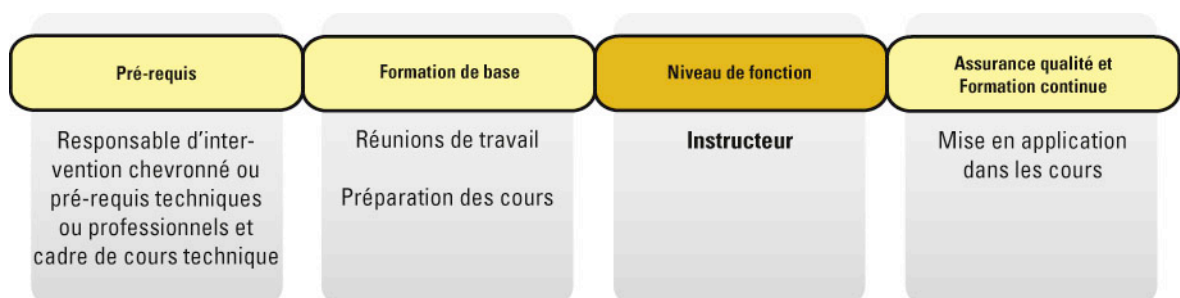 Pré-requis
Responsable d'inter-
vention chevronné ou
pré-requis techniques
ou professionnels et
cadre de cours technique
Formation de base
Réunions de travail
Préparation des cours
Niveau de fonction
Instructeur
Assurance qualité et
Formation continue
Mise en application
dans les cours